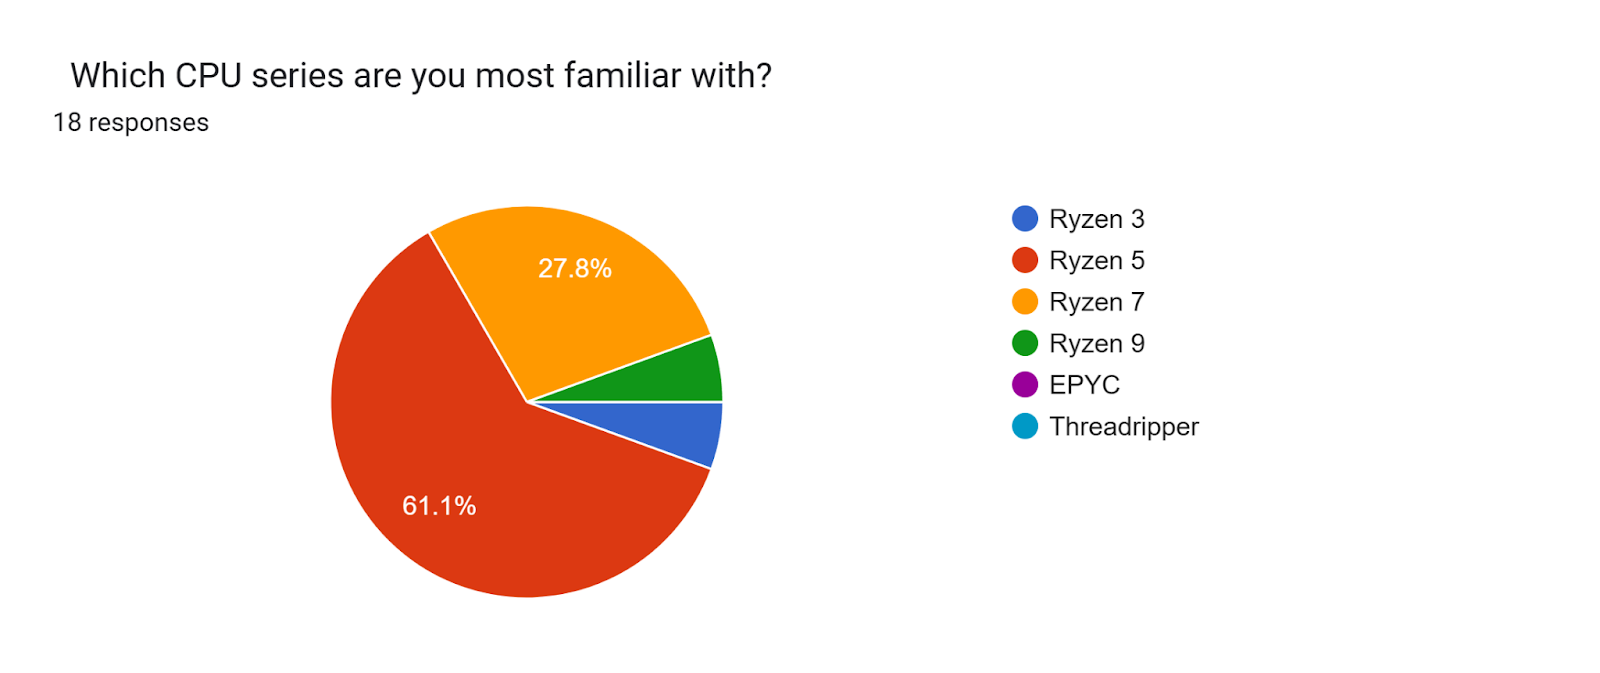 Which CPU series are you most familiar with?
18 responses
27.8%
61.1%
Ryzen 3
Ryzen 5
Ryzen 7
Ryzen 9
EPYC
Threadripper